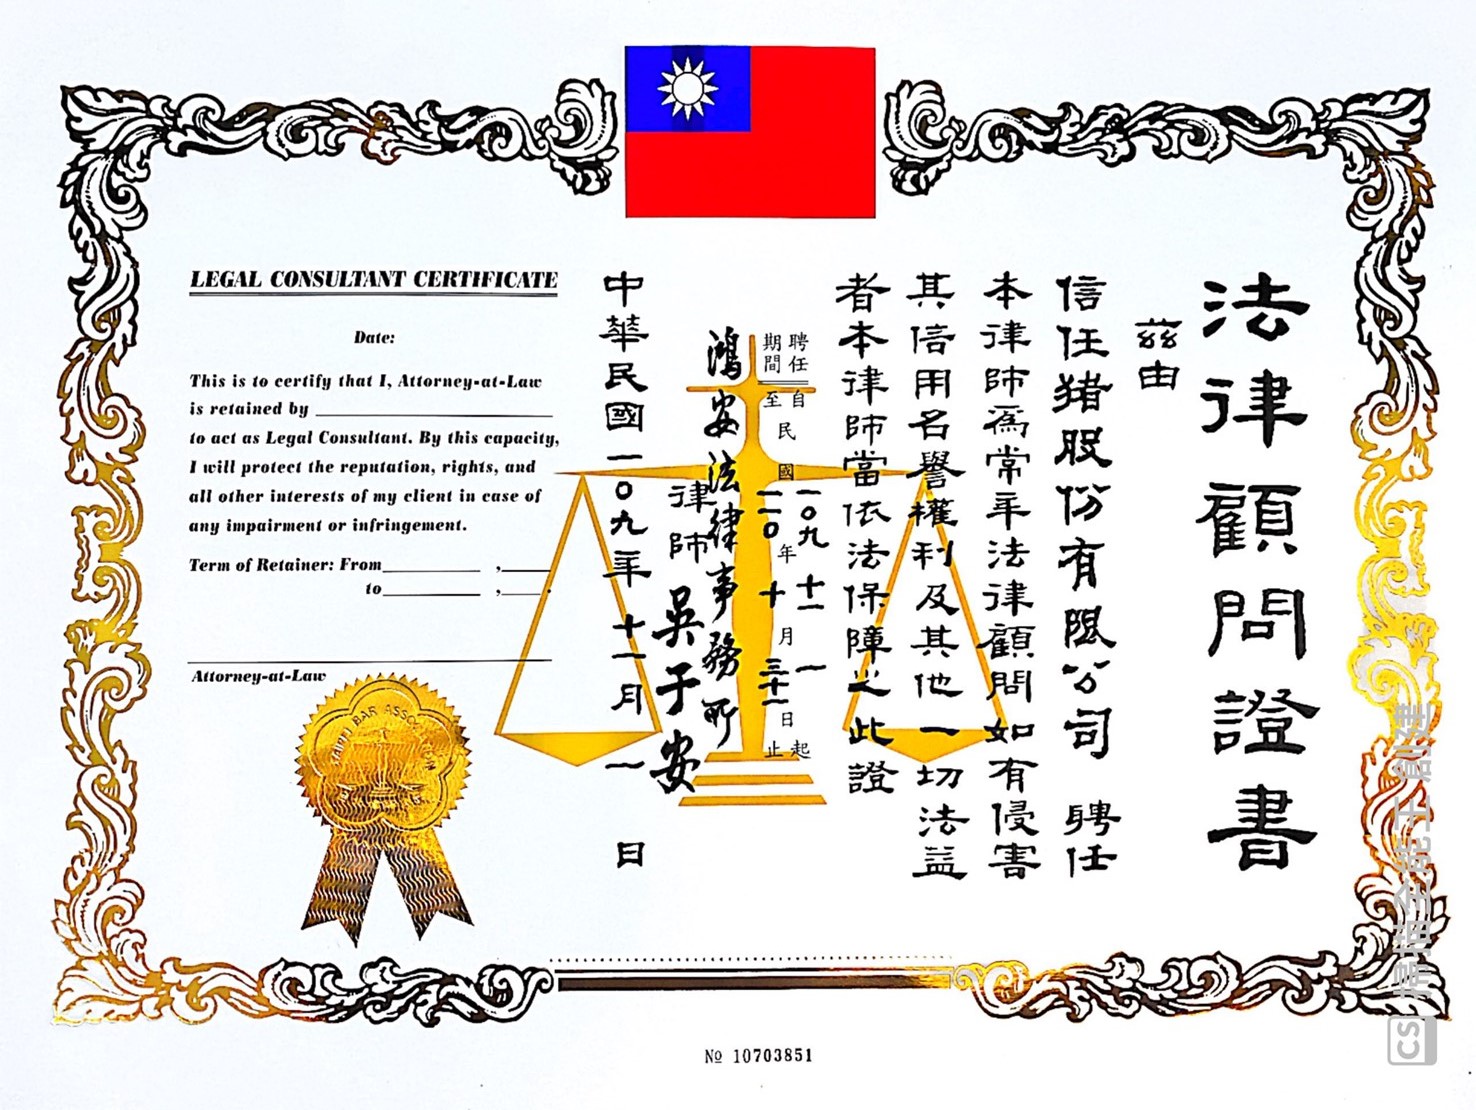 法律顧問證書
茲由
信任豬股份有限公司 聘任
本律師為常年法律顧問如有侵害
其信用名譽權利及其他一切法益
者本律師當依法保障之此證
聘任期間
自民國一〇九年十一月一日起
至民國一一〇年十月三十一日止
鴻安法律事務所
律師 吳子安
中華民國一〇九年十一月一日
LEGAL CONSULTANT CERTIFICATE
Date:
This is to certify that I, Attorney-at-Law
is retained by
to act as Legal Consultant. By this capacity,
I will protect the reputation, rights, and
all other interests of my client in case of
any impairment or infringement.
Term of Retainer: From ,
to ,
Attorney-at-Law
BAR ASSOC
№ 10703851
CS 掃描全能王 創建